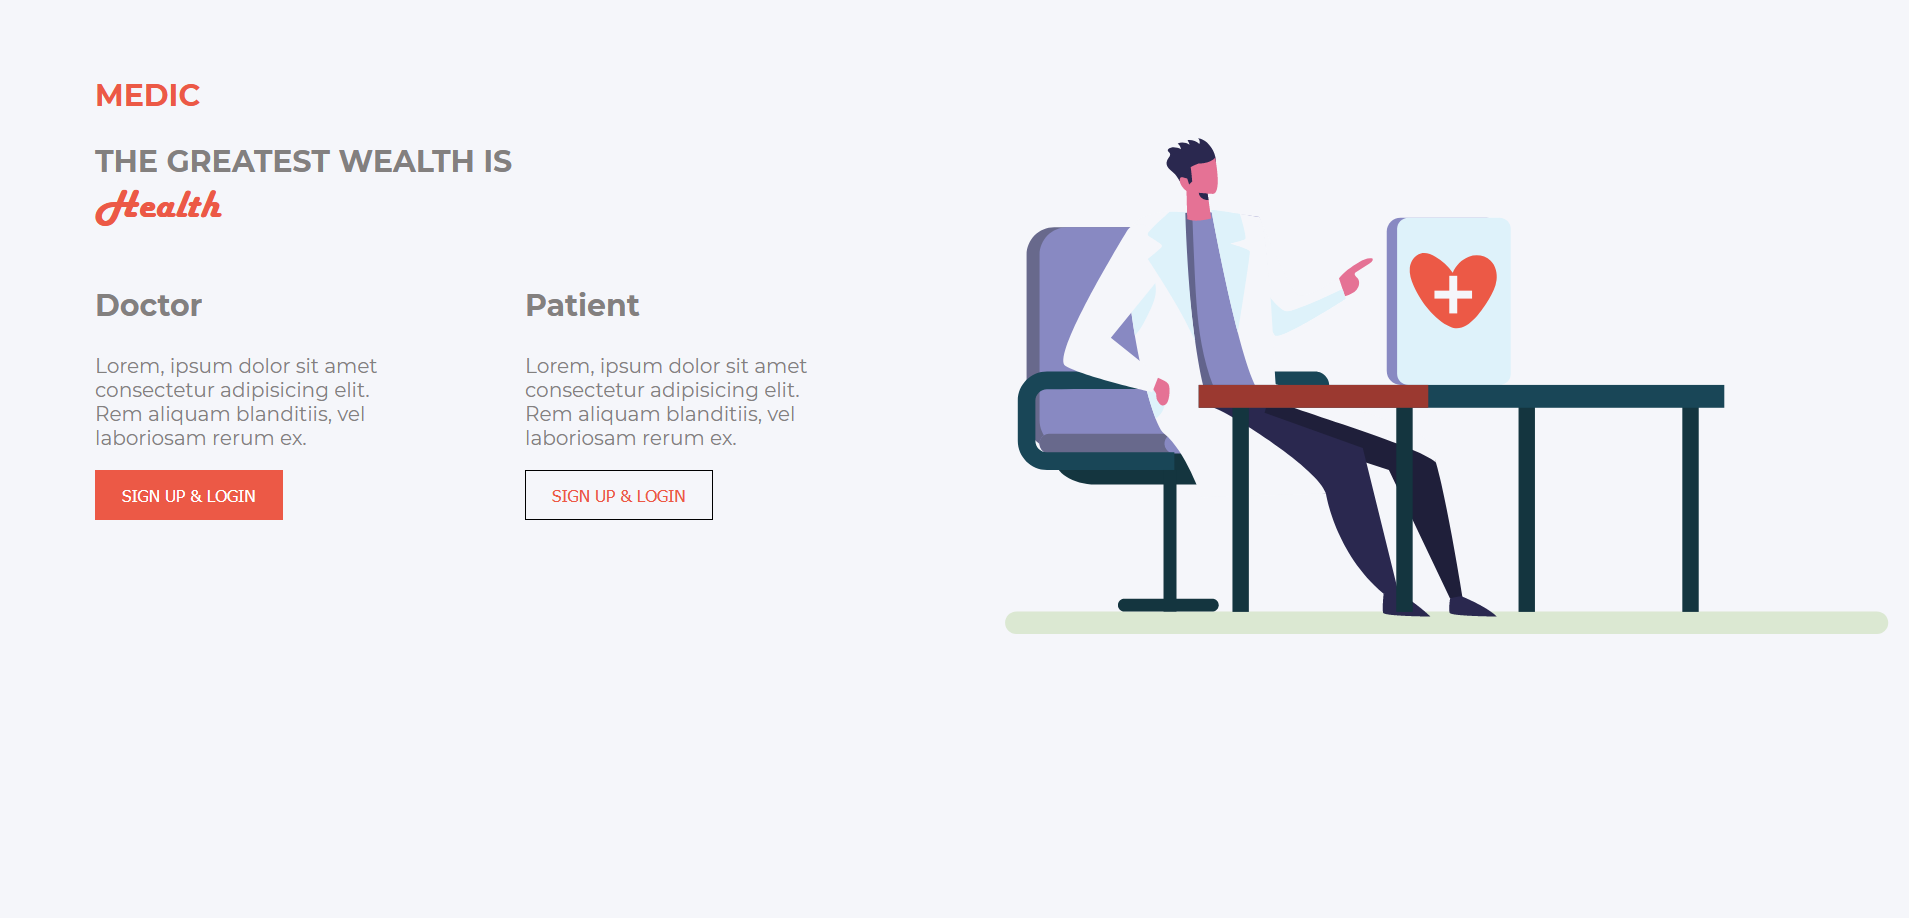 MEDIC
THE GREATEST WEALTH IS
Health
Doctor
Lorem, ipsum dolor sit amet
consectetur adipisicing elit.
Rem aliquam blanditiis, vel
laboriosam rerum ex.
SIGN UP & LOGIN
Patient
Lorem, ipsum dolor sit amet
consectetur adipisicing elit.
Rem aliquam blanditiis, vel
laboriosam rerum ex.
SIGN UP & LOGIN